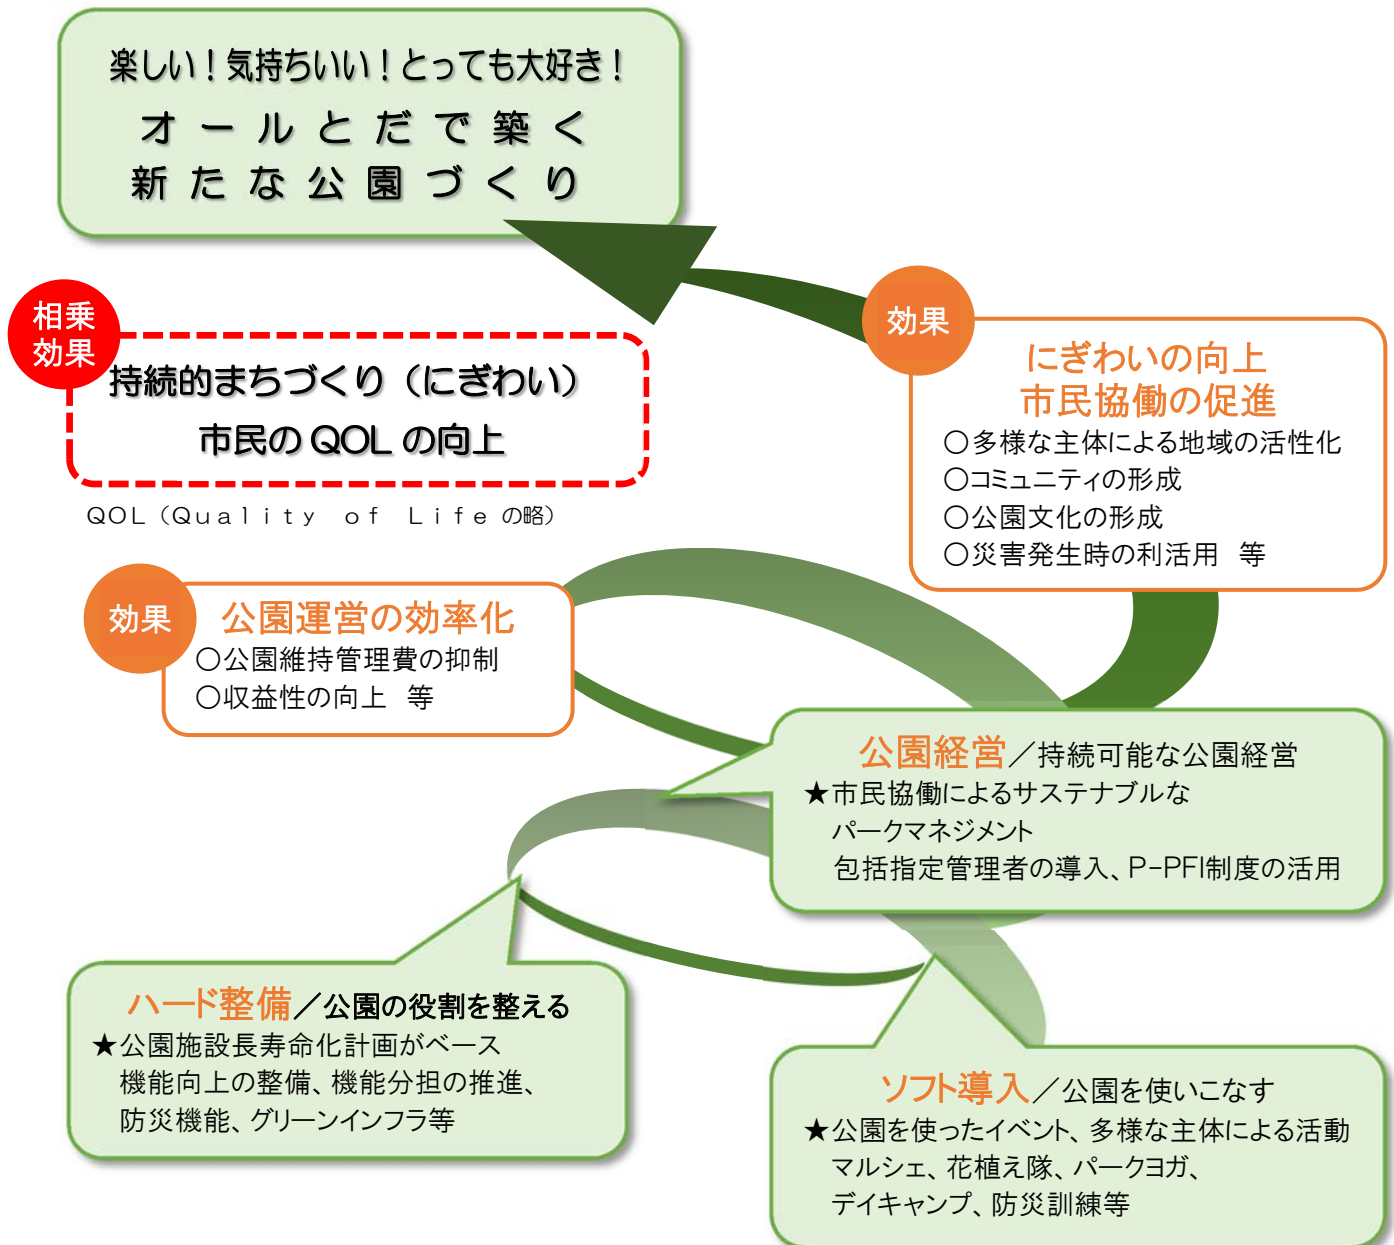 楽しい！気持ちいい！とっても大好き！
オールとだで築く
新たな公園づくり
相乗
効果
持続的まちづくり（にぎわい）
市民のQOLの向上
QOL（Quality of Life の略）
効果
にぎわいの向上
市民協働の促進
〇多様な主体による地域の活性化
〇コミュニティの形成
〇公園文化の形成
〇災害発生時の利活用　等
効果
公園運営の効率化
〇公園維持管理費の抑制
〇収益性の向上　等
公園経営／持続可能な公園経営
★市民協働によるサステナブルな
パークマネジメント
包括指定管理者の導入、P-PFI制度の活用
ハード整備／公園の役割を整える
★公園施設長寿命化計画がベース
機能向上の整備、機能分担の推進、
防災機能、グリーンインフラ等
ソフト導入／公園を使いこなす
★公園を使ったイベント、多様な主体による活動
マルシェ、花植え隊、パークヨガ、
デイキャンプ、防災訓練等